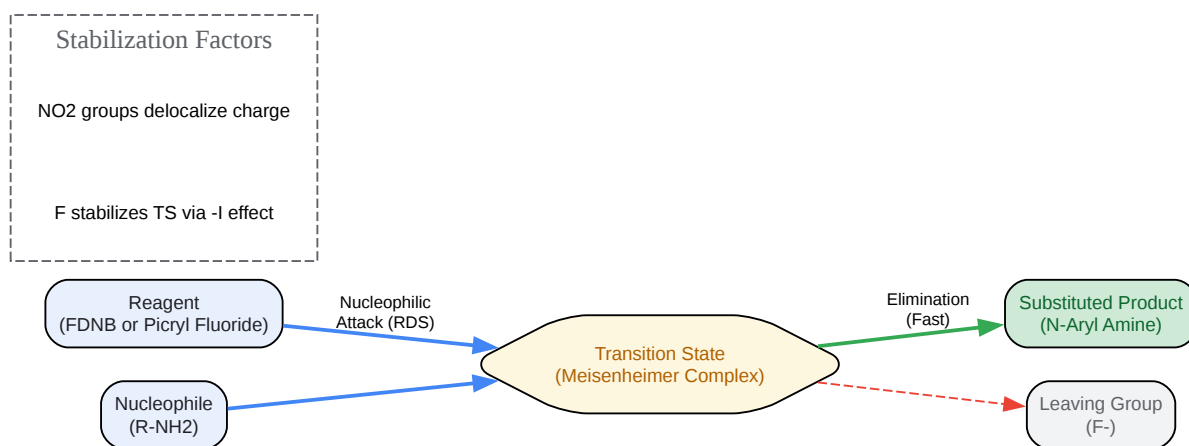 Stabilization Factors
NO2 groups delocalize charge
F stabilizes TS via -I effect
Reagent
(FDNB or Picryl Fluoride)
Nucleophilic
Attack (RDS)
Nucleophile
(R-NH2)
Transition State
(Meisenheimer Complex)
Elimination
(Fast)
Substituted Product
(N-Aryl Amine)
Leaving Group
(F-)